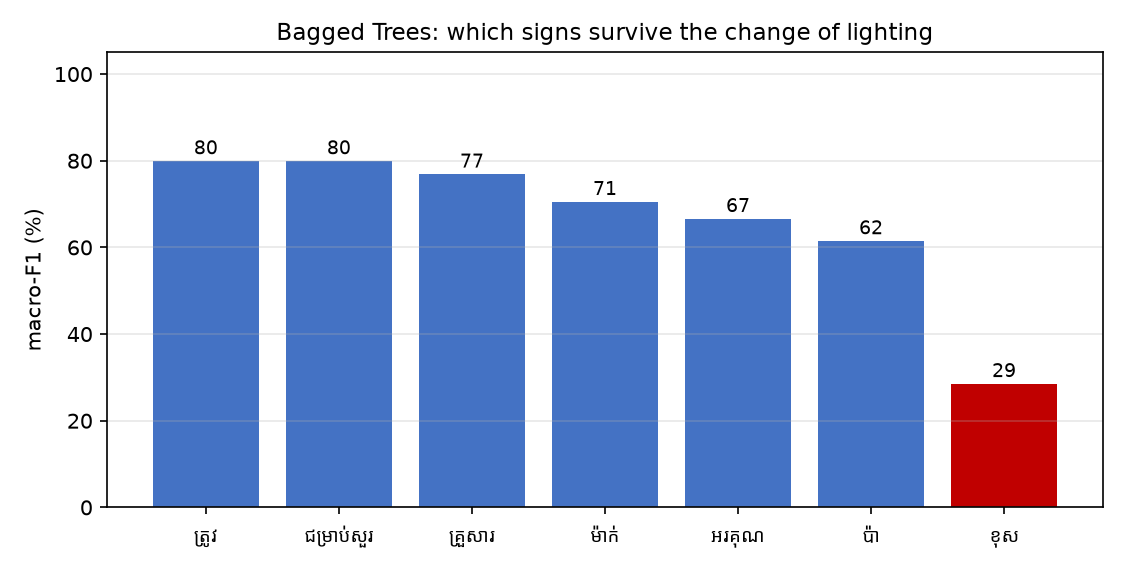 Bagged Trees: which signs survive the change of lighting
macro-F1 (%)
100
80
60
40
20
0
80
80
77
71
67
62
29
ត្រូវ
ជម្រាប់សួរ
គ្រួសារ
ម៉ាក់
អរគុណ
ប៉ា
ខុស